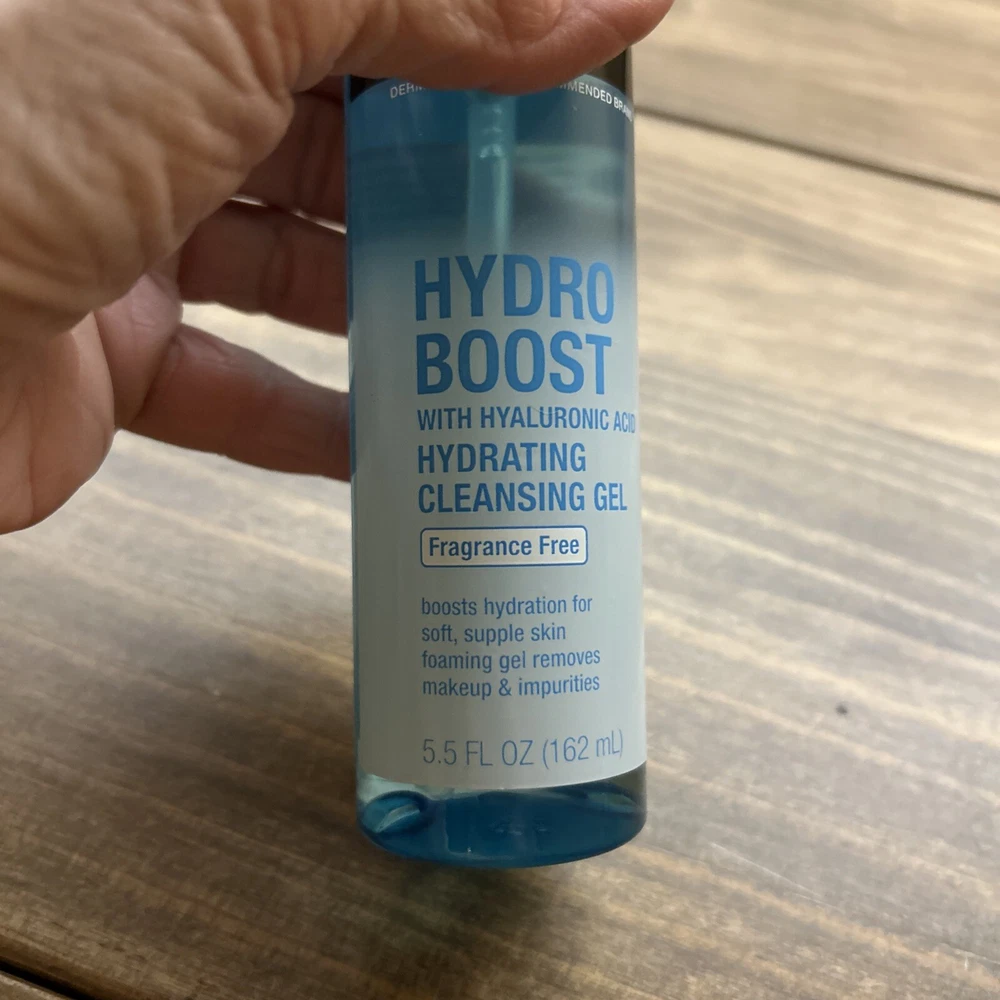 BRAND
HYDRO
BOOST
WITH HYALURONIC ACID
HYDRATING
CLEANSING GEL
Fragrance Free
boosts hydration for
soft, supple skin
foaming gel removes
makeup & impurities
5.5 FL OZ (162 mL)